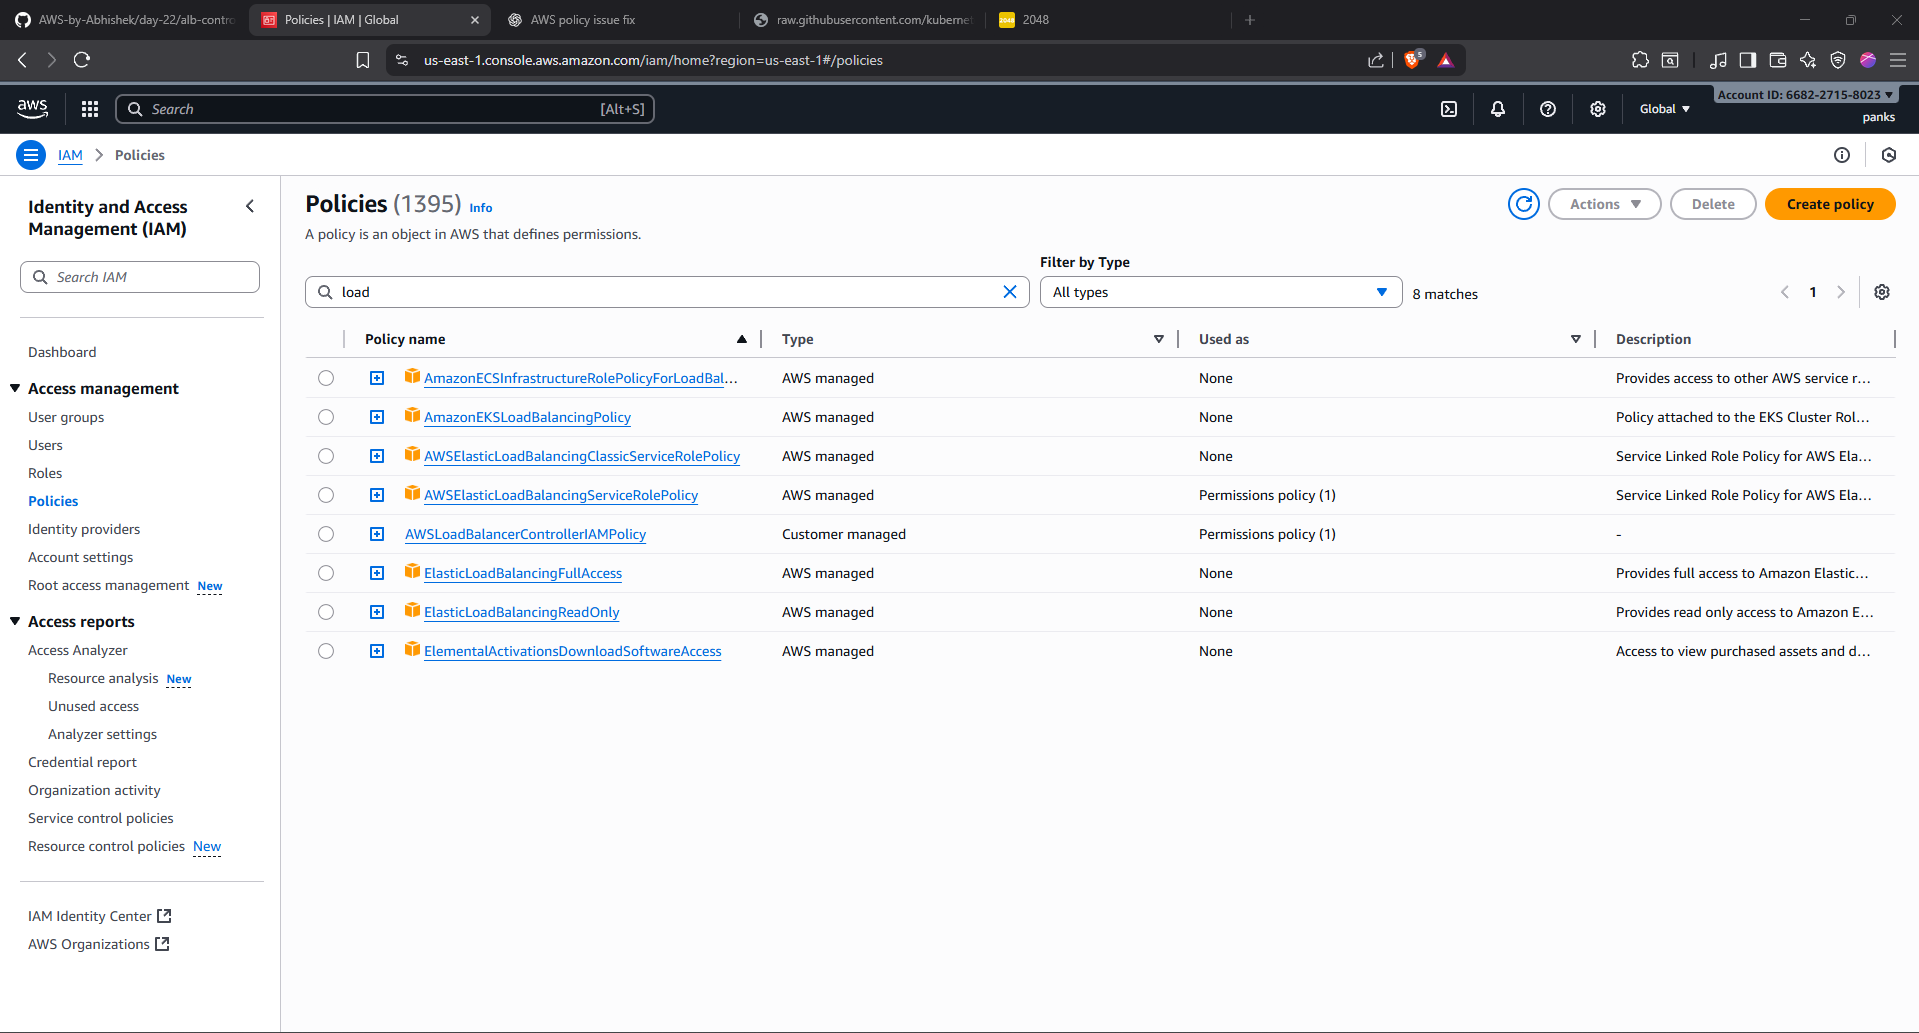 AWS-by-Abhishek/day-22/alb-contro
Policies | IAM | Global
AWS policy issue fix
raw.githubusercontent.com/kubernet
2048
us-east-1.console.aws.amazon.com/iam/home?region=us-east-1#/policies
5
aws
Search
[Alt+S]
Global
Account ID: 6682-2715-8023
panks
IAM
Policies
Identity and Access
Management (IAM)
Search IAM
Dashboard
Access management
User groups
Users
Roles
Policies
Identity providers
Account settings
Root access management New
Access reports
Access Analyzer
Resource analysis New
Unused access
Analyzer settings
Credential report
Organization activity
Service control policies
Resource control policies New
IAM Identity Center
AWS Organizations
Policies (1395) Info
A policy is an object in AWS that defines permissions.
Actions
Delete
Create policy
Filter by Type
load
All types
8 matches
1
Policy name Type Used as Description
AmazonECSInfrastructureRolePolicyForLoadBal... AWS managed None Provides access to other AWS service r...
AmazonEKSLoadBalancingPolicy AWS managed None Policy attached to the EKS Cluster Rol...
AWSElasticLoadBalancingClassicServiceRolePolicy AWS managed None Service Linked Role Policy for AWS Ela...
AWSElasticLoadBalancingServiceRolePolicy AWS managed Permissions policy (1) Service Linked Role Policy for AWS Ela...
AWSLoadBalancerControllerIAMPolicy Customer managed Permissions policy (1) -
ElasticLoadBalancingFullAccess AWS managed None Provides full access to Amazon Elastic...
ElasticLoadBalancingReadOnly AWS managed None Provides read only access to Amazon E...
ElementalActivationsDownloadSoftwareAccess AWS managed None Access to view purchased assets and d...